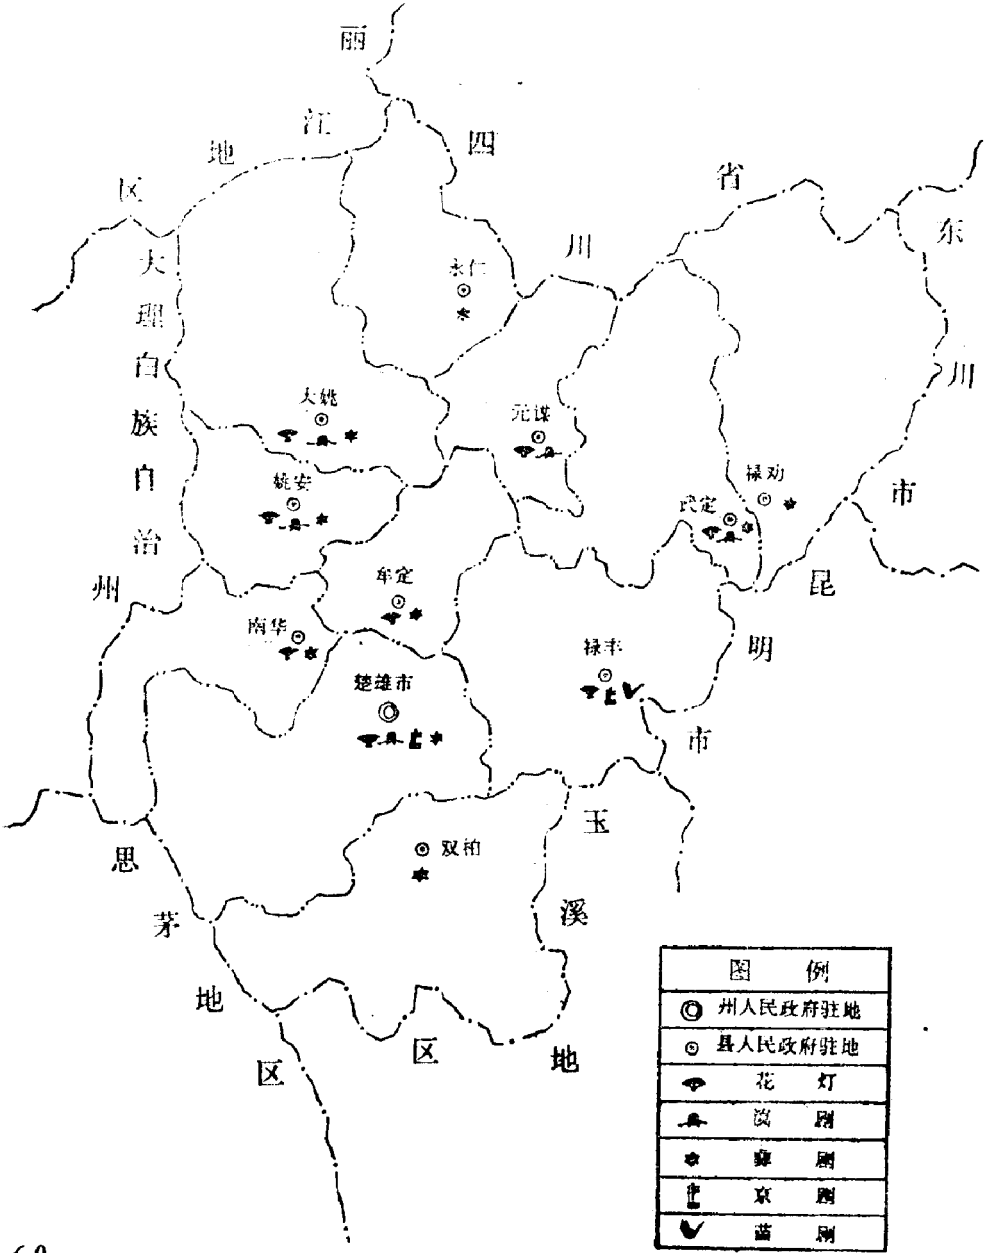 丽江地区
四川省
东川市
大理白族自治州
永仁
大姚
元谋
姚安
禄劝
武定
牟定
南华
禄丰
昆明市
楚雄市
双柏
玉溪地区
思茅地区
图例
州人民政府驻地
县人民政府驻地
花灯
滇剧
彝剧
京剧
苗剧
60